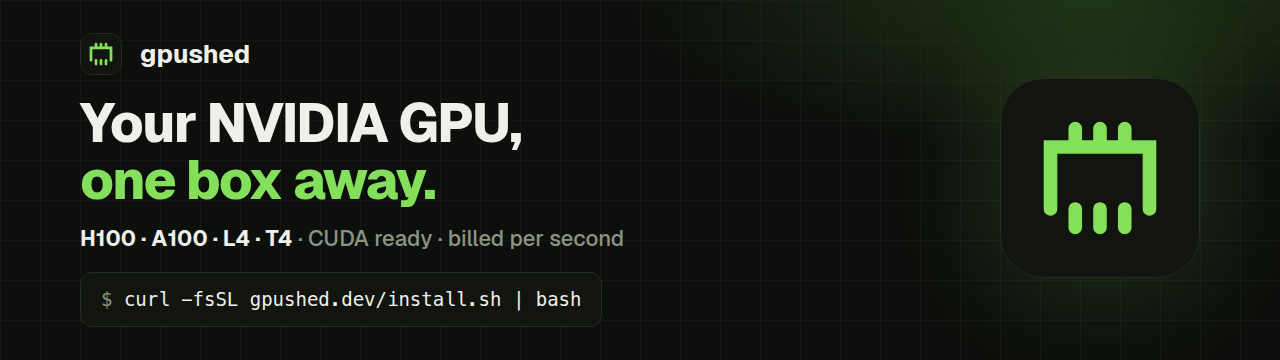 gpushed
Your NVIDIA GPU,
one box away.
H100 · A100 · L4 · T4 · CUDA ready · billed per second
$ curl -fsSL gpushed.dev/install.sh | bash